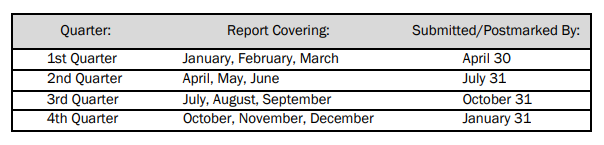 Quarter: Report Covering: Submitted/Postmarked By:
1st Quarter January, February, March April 30
2nd Quarter April, May, June July 31
3rd Quarter July, August, September October 31
4th Quarter October, November, December January 31